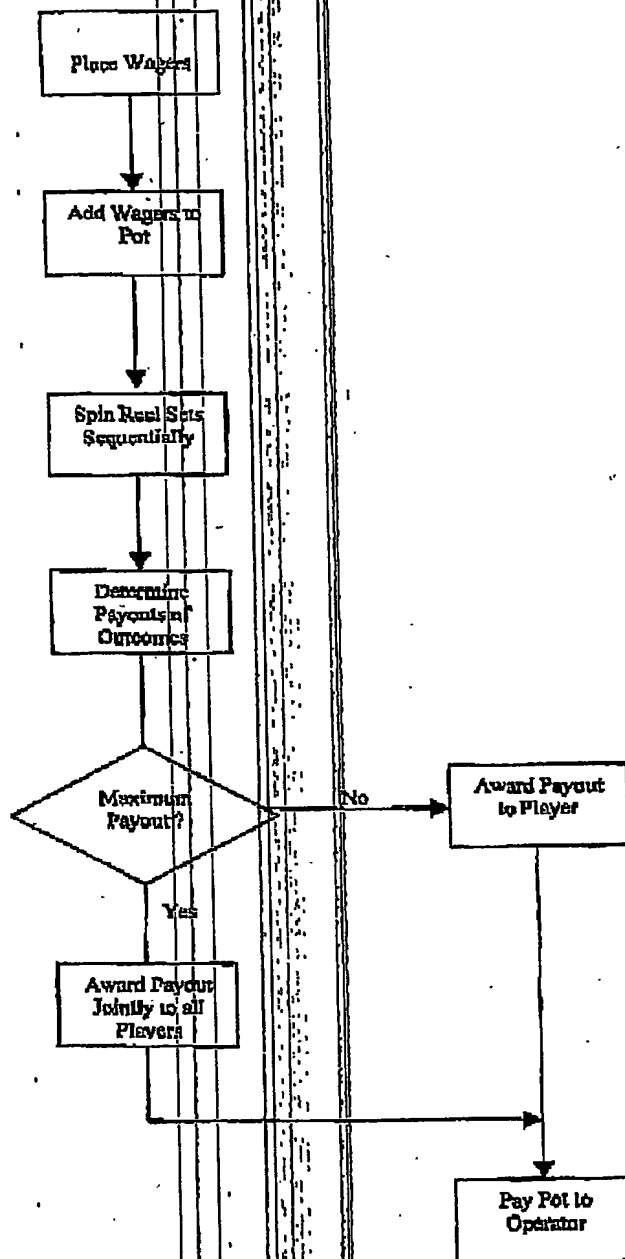 Place Wagers
Add Wagers to
Pot
Spin Reel Sets
Sequentially
Determine
Payouts of
Outcomes
Maximum
Payout?
No
Award Payout
to Player
Yes
Award Payout
Jointly to all
Players
Pay Pot to
Operator